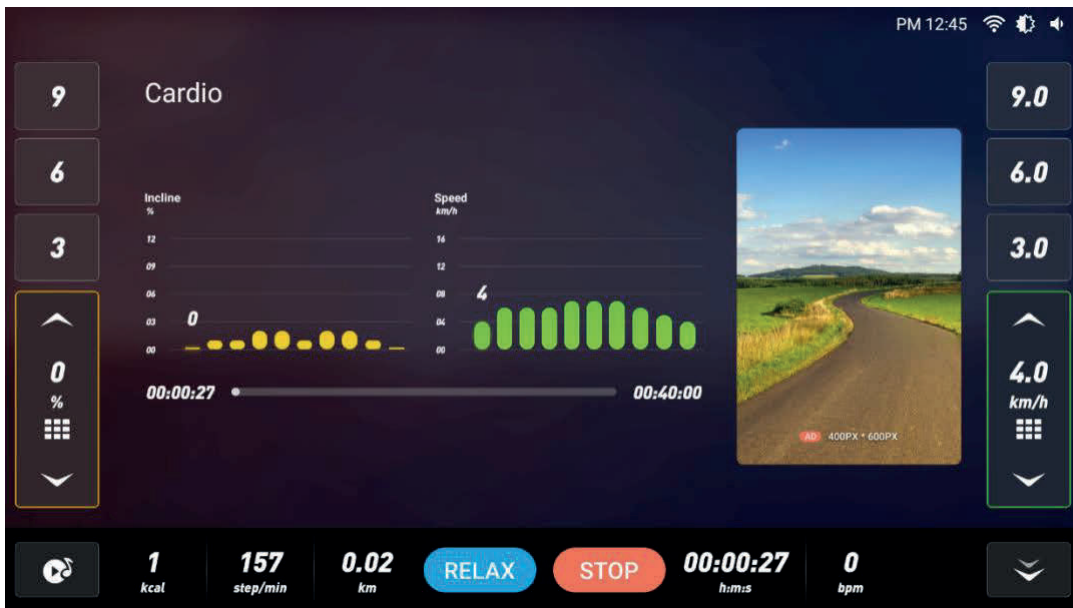 PM 12:45
9
Cardio
9.0
6
6.0
Incline
%
Speed
km/h
3
3.0
12
09
06
03
00
0
16
12
08
04
00
4
0
%
4.0
km/h
00:00:27
00:40:00
AD 400PX * 600PX
1
kcal
157
step/min
0.02
km
RELAX
STOP
00:00:27
h:m:s
0
bpm